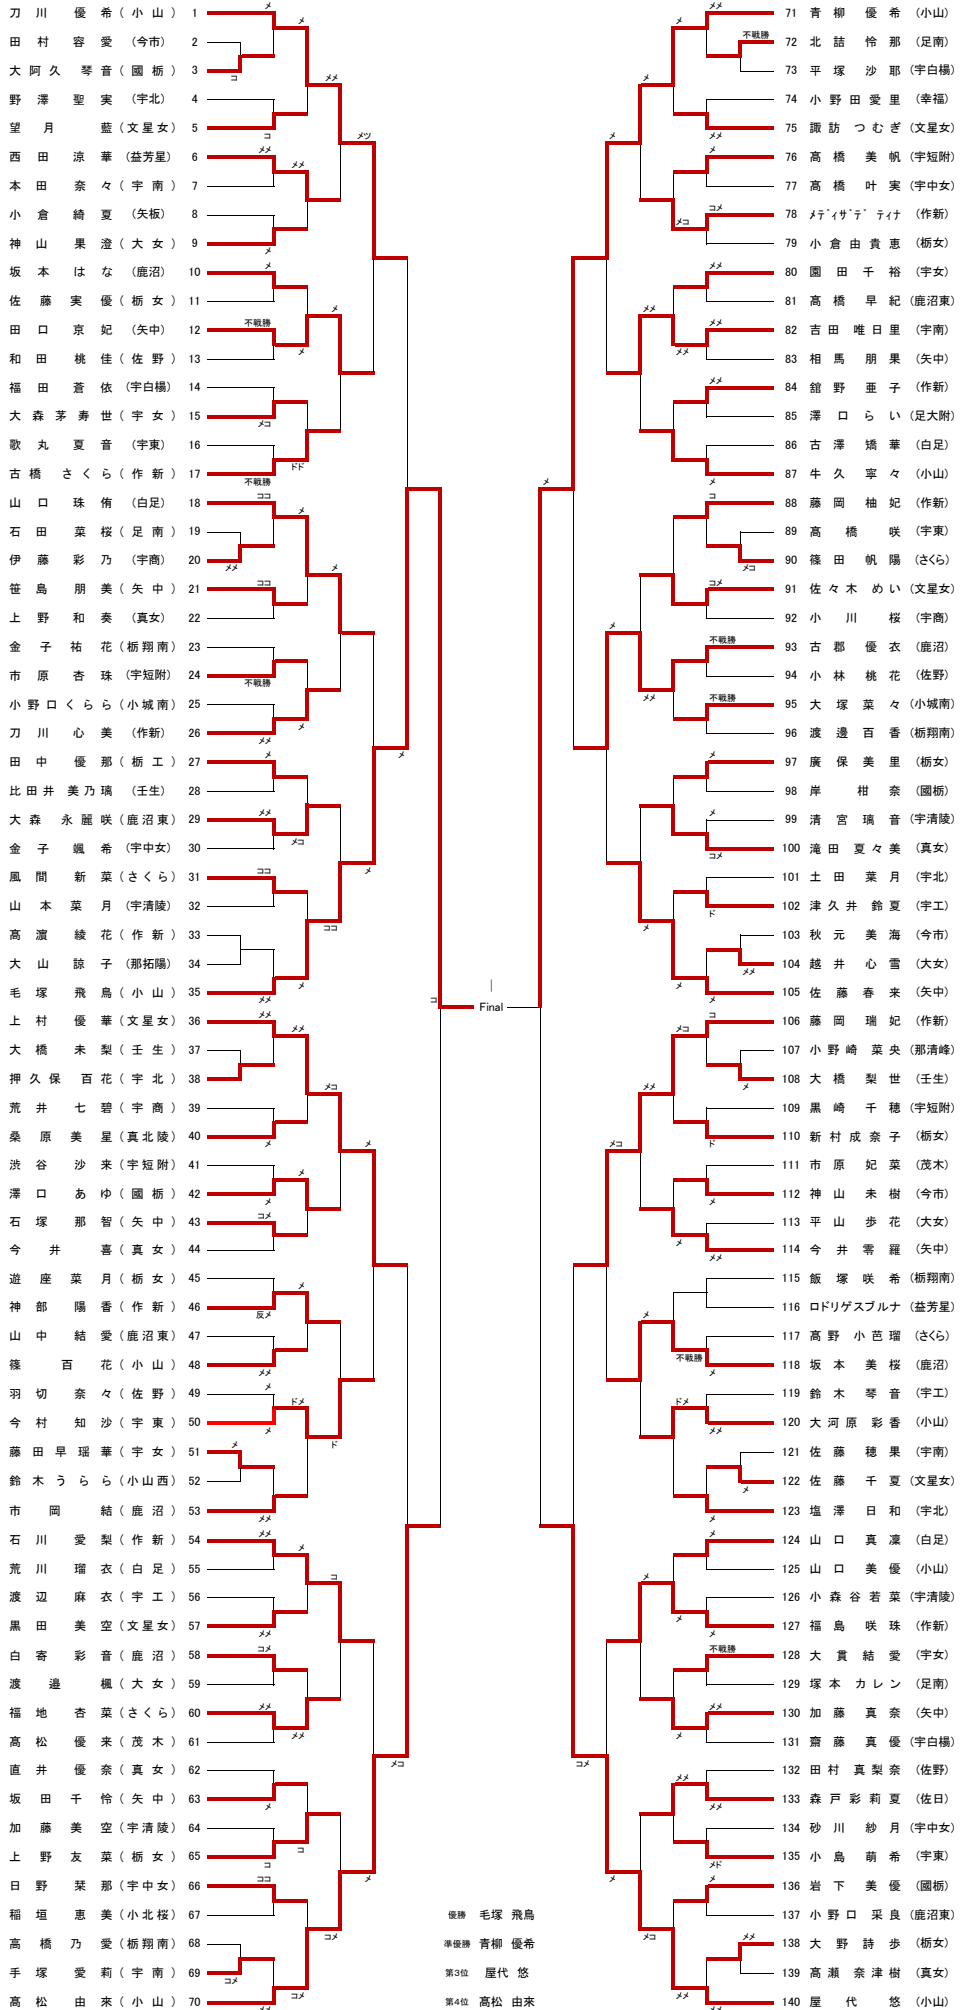 刀川 優希 (小山) 1
田村 容愛 (今市) 2
大阿久 琴音 (國栃) 3
野澤 聖実 (宇北) 4
望月 藍 (文星女) 5
西田 涼華 (益芳星) 6
本田 奈々 (宇南) 7
小倉 綺夏 (矢板) 8
神山 果澄 (大女) 9
坂本 はな (鹿沼) 10
佐藤 実優 (栃女) 11
田口 京妃 (矢中) 12
和田 桃佳 (佐野) 13
福田 蒼依 (宇白楊) 14
大森 茅寿世 (宇女) 15
歌丸 夏音 (宇東) 16
古橋 さくら (作新) 17
山口 珠侑 (白足) 18
石田 菜桜 (足南) 19
伊藤 彩乃 (宇商) 20
笹島 朋美 (矢中) 21
上野 和奏 (真女) 22
金子 祐花 (栃翔南) 23
市原 杏珠 (宇短附) 24
小野口 くらら (小城南) 25
刀川 心美 (作新) 26
田中 優那 (栃工) 27
比田井 美乃璃 (壬生) 28
大森 永麗咲 (鹿沼東) 29
金子 颯希 (宇中女) 30
風間 新菜 (さくら) 31
山本 菜月 (宇清陵) 32
髙濵 綾花 (作新) 33
大山 諒子 (那拓陽) 34
毛塚 飛鳥 (小山) 35
上村 優華 (文星女) 36
大橋 未梨 (壬生) 37
押久保 百花 (宇北) 38
荒井 七碧 (宇商) 39
桑原 美星 (真北陵) 40
渋谷 沙来 (宇短附) 41
澤口 あゆ (國栃) 42
石塚 那智 (矢中) 43
今井 喜 (真女) 44
遊座 菜月 (栃女) 45
神部 陽香 (作新) 46
山中 結愛 (鹿沼東) 47
篠 百花 (小山) 48
羽切 奈々 (佐野) 49
今村 知沙 (宇東) 50
藤田 早瑶華 (宇女) 51
鈴木 うらら (小山西) 52
市岡 結 (鹿沼) 53
石川 愛梨 (作新) 54
荒川 瑠衣 (白足) 55
渡辺 麻衣 (宇工) 56
黒田 美空 (文星女) 57
白寄 彩音 (鹿沼) 58
渡邉 楓 (大女) 59
福地 杏菜 (さくら) 60
髙松 優来 (茂木) 61
直井 優奈 (真女) 62
坂田 千怜 (矢中) 63
加藤 美空 (宇清陵) 64
上野 友菜 (栃女) 65
日野 栞那 (宇中女) 66
稲垣 恵美 (小北桜) 67
高橋 乃愛 (栃翔南) 68
手塚 愛莉 (宇南) 69
髙松 由來 (小山) 70
71 青柳 優希 (小山)
72 北詰 怜那 (足南)
73 平塚 沙耶 (宇白楊)
74 小野田 愛里 (幸福)
75 諏訪 つむぎ (文星女)
76 髙橋 美帆 (宇短附)
77 髙橋 叶実 (宇中女)
78 メディサデ ティナ (作新)
79 小倉 由貴恵 (栃女)
80 園田 千裕 (宇女)
81 髙橋 早紀 (鹿沼東)
82 吉田 唯日里 (宇南)
83 相馬 朋果 (矢中)
84 舘野 亜子 (作新)
85 澤口 らい (足大附)
86 古澤 矯華 (白足)
87 牛久 寧々 (小山)
88 藤岡 柚妃 (作新)
89 髙橋 咲 (宇東)
90 篠田 帆陽 (さくら)
91 佐々木 めい (文星女)
92 小川 桜 (宇商)
93 古郡 優衣 (鹿沼)
94 小林 桃花 (佐野)
95 大塚 菜々 (小城南)
96 渡邊 百香 (栃翔南)
97 廣保 美里 (栃女)
98 岸 柑奈 (國栃)
99 清宮 璃音 (宇清陵)
100 滝田 夏々美 (真女)
101 土田 葉月 (宇北)
102 津久井 鈴夏 (宇工)
103 秋元 美海 (今市)
104 越井 心雪 (大女)
105 佐藤 春来 (矢中)
106 藤岡 瑞妃 (作新)
107 小野崎 菜央 (那清峰)
108 大橋 梨世 (壬生)
109 黒崎 千穂 (宇短附)
110 新村 成奈子 (栃女)
111 市原 妃菜 (茂木)
112 神山 未樹 (今市)
113 平山 歩花 (大女)
114 今井 零羅 (矢中)
115 飯塚 咲希 (栃翔南)
116 ロドリゲスブルナ (益芳星)
117 髙野 小芭瑠 (さくら)
118 坂本 美桜 (鹿沼)
119 鈴木 琴音 (宇工)
120 大河原 彩香 (小山)
121 佐藤 穂果 (宇南)
122 佐藤 千夏 (文星女)
123 塩澤 日和 (宇北)
124 山口 真凜 (白足)
125 山口 美優 (小山)
126 小森谷 若菜 (宇清陵)
127 福島 咲珠 (作新)
128 大貫 結愛 (宇女)
129 塚本 カレン (足南)
130 加藤 真奈 (矢中)
131 齋藤 真優 (宇白楊)
132 田村 真梨奈 (佐野)
133 森戸 彩莉夏 (佐日)
134 砂川 紗月 (宇中女)
135 小島 萌希 (宇東)
136 岩下 美優 (國栃)
137 小野口 采良 (鹿沼東)
138 大野 詩歩 (栃女)
139 髙瀬 奈津樹 (真女)
140 屋代 悠 (小山)
Final
優勝 毛塚 飛鳥
準優勝 青柳 優希
第3位 屋代 悠
第4位 髙松 由來